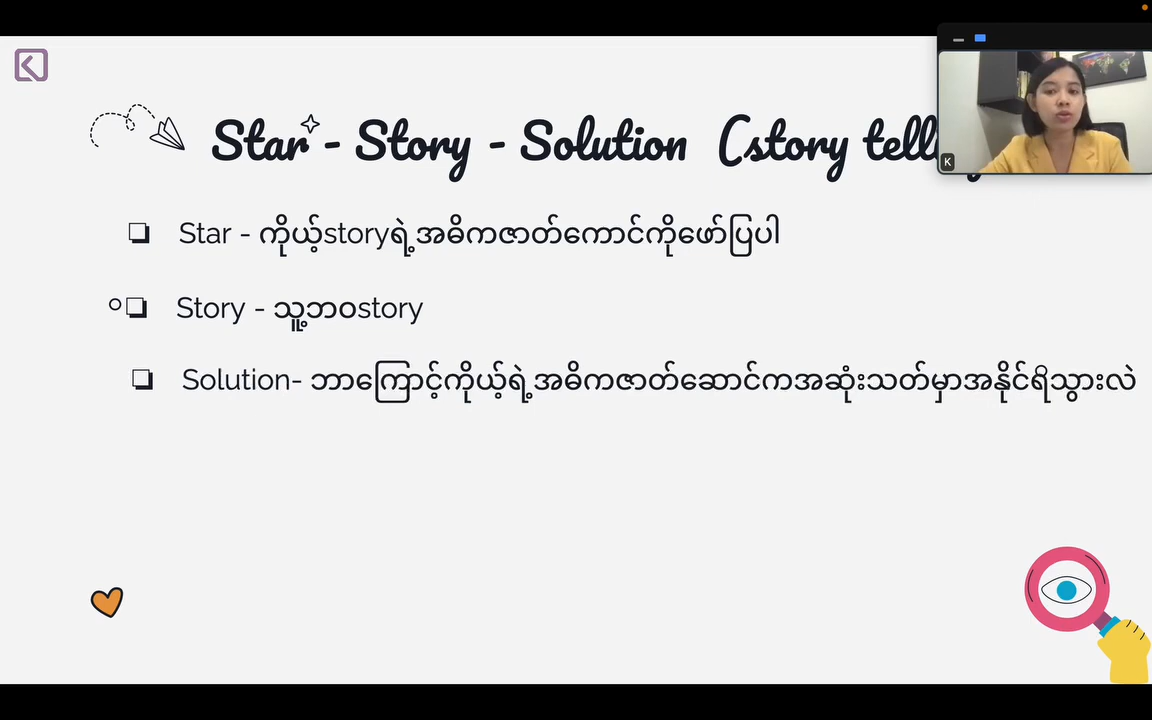 Star - Story - Solution (story tell
Star - ကိုယ့်storyရဲ့အဓိကဇာတ်ကောင်ကိုဖော်ပြပါ
Story - သူ့ဘဝstory
Solution- ဘာကြောင့်ကိုယ့်ရဲ့အဓိကဇာတ်ဆောင်ကအဆုံးသတ်မှာအနိုင်ရရှိသွားလဲ
K